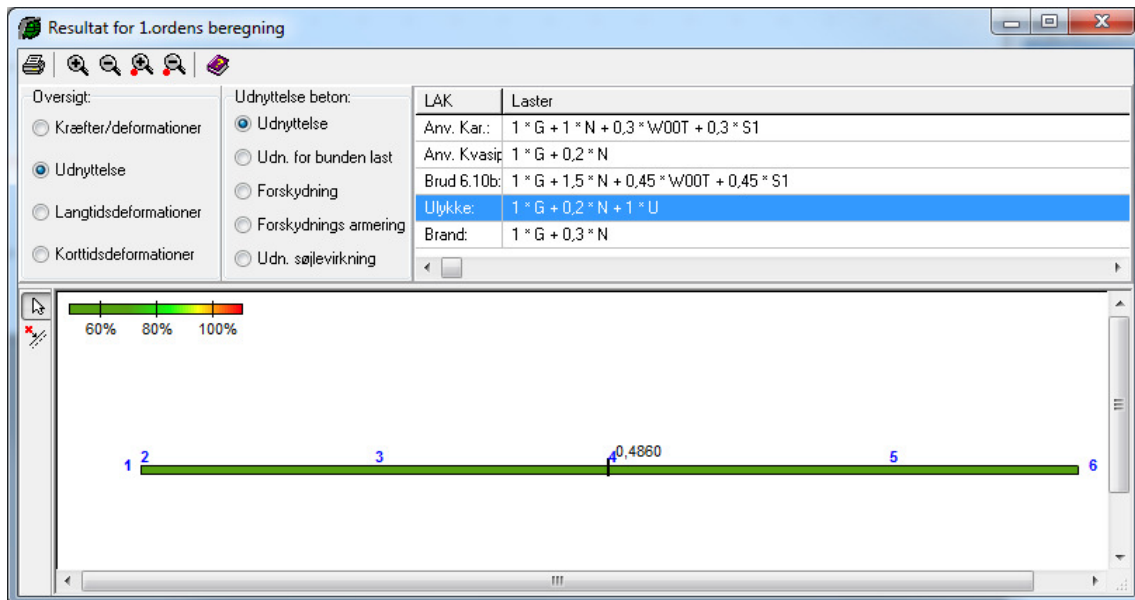 Resultat for 1.ordens beregning
Oversigt:
Kræfter/deformationer
Udnyttelse
Langtidsdeformationer
Korttidsdeformationer
Udnyttelse beton:
Udnyttelse
Udn. for bunden last
Forskydning
Forskydnings armering
Udn. søjlevirkning
LAK Laster
Anv. Kar.: 1 * G + 1 * N + 0,3 * W00T + 0,3 * S1
Anv. Kvasip 1 * G + 0,2 * N
Brud 6.10b: 1 * G + 1,5 * N + 0,45 * W00T + 0,45 * S1
Ulykke: 1 * G + 0,2 * N + 1 * U
Brand: 1 * G + 0,3 * N
60% 80% 100%
1 2 3 4 0,4860 5 6